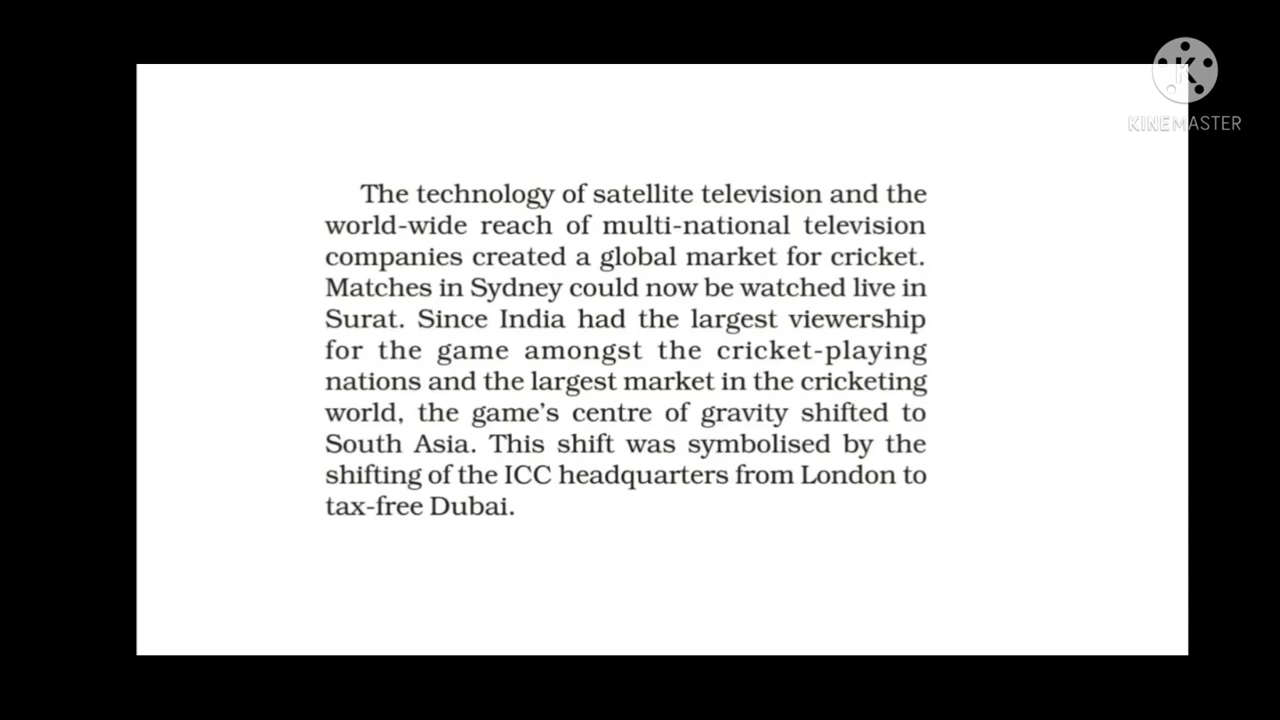 KINEMASTER
The technology of satellite television and the
world-wide reach of multi-national television
companies created a global market for cricket.
Matches in Sydney could now be watched live in
Surat. Since India had the largest viewership
for the game amongst the cricket-playing
nations and the largest market in the cricketing
world, the game's centre of gravity shifted to
South Asia. This shift was symbolised by the
shifting of the ICC headquarters from London to
tax-free Dubai.